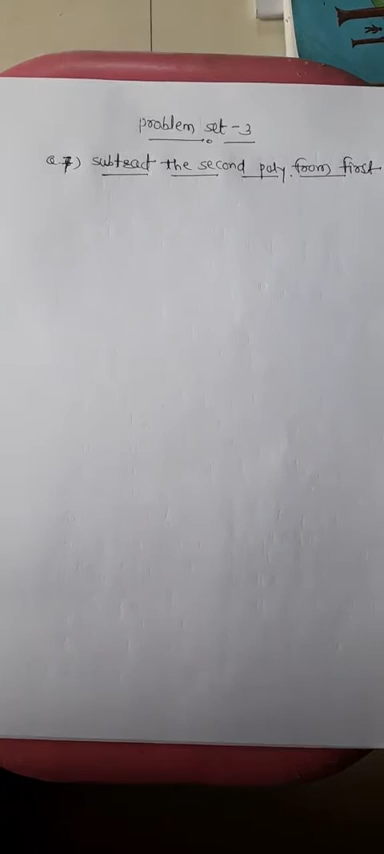 problem set-3
Q.7) subtract the second poly. from first